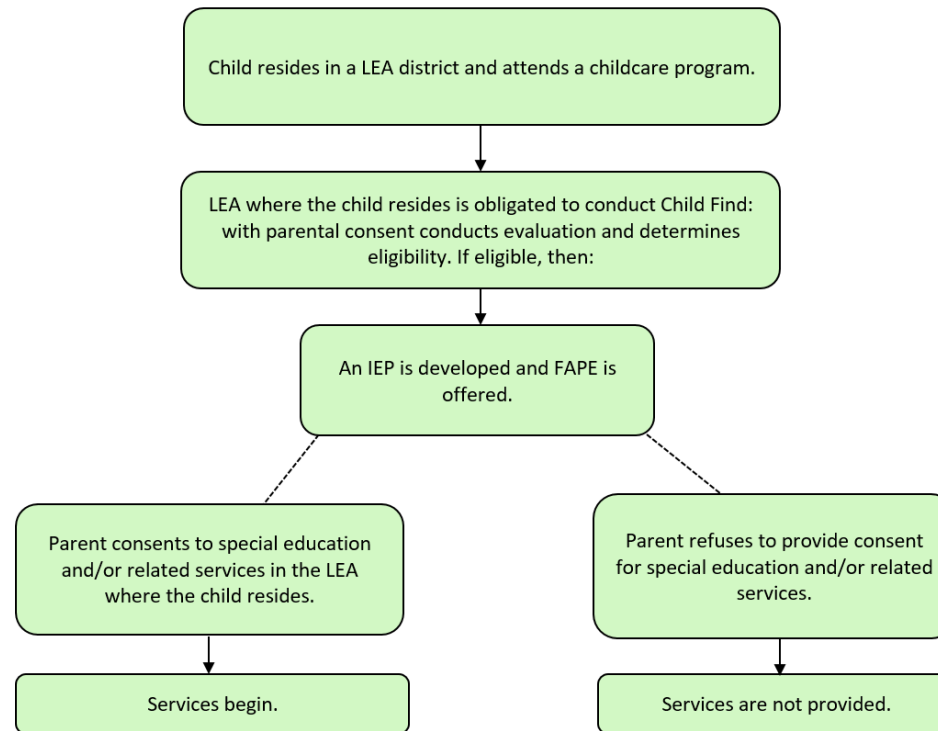 Child resides in a LEA district and attends a childcare program.
LEA where the child resides is obligated to conduct Child Find:
with parental consent conducts evaluation and determines
eligibility. If eligible, then:
An IEP is developed and FAPE is
offered.
Parent consents to special education
and/or related services in the LEA
where the child resides.
Parent refuses to provide consent
for special education and/or related
services.
Services begin.
Services are not provided.